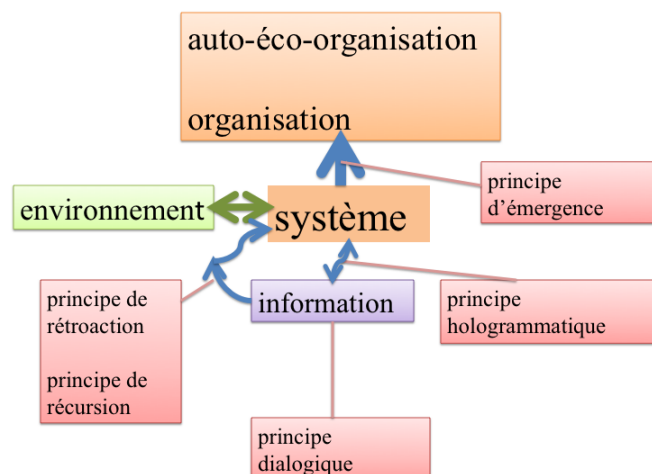 auto-éco-organisation
organisation
principe
d’émergence
environnement
système
principe de
rétroaction
principe de
récursion
information
principe
hologrammatique
principe
dialogique